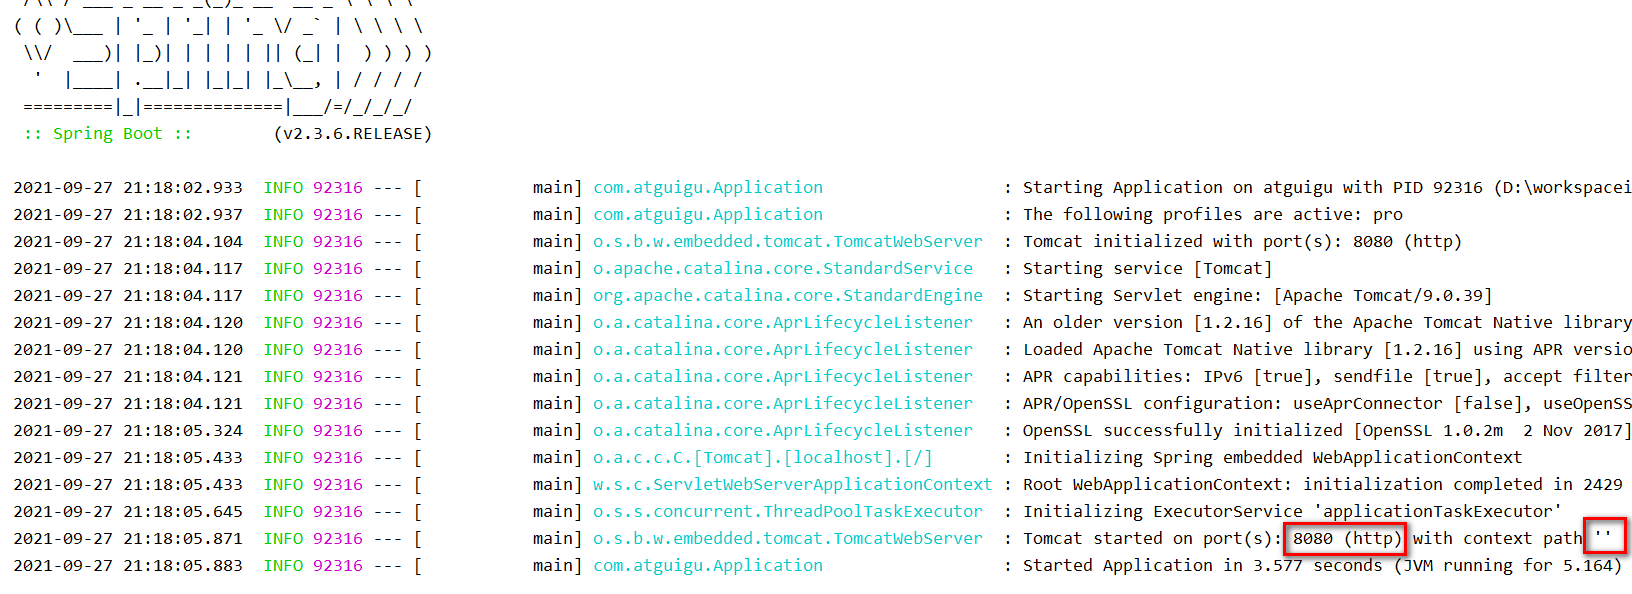 /\\ / ___'_ __ _ _(_)_ __  __ _ \ \ \ \
( ( )\___ | '_ | '_| | '_ \/ _` | \ \ \ \
\\/  ___)| |_)| | | | | || (_| |  ) ) ) )
'  |____| .__|_| |_|_| |_\__, | / / / /
=========|_|==============|___/=/_/_/_/
:: Spring Boot ::        (v2.3.6.RELEASE)
2021-09-27 21:18:02.933  INFO 92316 --- [           main] com.atguigu.Application                  : Starting Application on atguigu with PID 92316 (D:\workspacei
2021-09-27 21:18:02.937  INFO 92316 --- [           main] com.atguigu.Application                  : The following profiles are active: pro
2021-09-27 21:18:04.104  INFO 92316 --- [           main] o.s.b.w.embedded.tomcat.TomcatWebServer  : Tomcat initialized with port(s): 8080 (http)
2021-09-27 21:18:04.117  INFO 92316 --- [           main] o.apache.catalina.core.StandardService   : Starting service [Tomcat]
2021-09-27 21:18:04.117  INFO 92316 --- [           main] org.apache.catalina.core.StandardEngine  : Starting Servlet engine: [Apache Tomcat/9.0.39]
2021-09-27 21:18:04.120  INFO 92316 --- [           main] o.a.catalina.core.AprLifecycleListener   : An older version [1.2.16] of the Apache Tomcat Native library
2021-09-27 21:18:04.120  INFO 92316 --- [           main] o.a.catalina.core.AprLifecycleListener   : Loaded Apache Tomcat Native library [1.2.16] using APR versio
2021-09-27 21:18:04.121  INFO 92316 --- [           main] o.a.catalina.core.AprLifecycleListener   : APR capabilities: IPv6 [true], sendfile [true], accept filter
2021-09-27 21:18:04.121  INFO 92316 --- [           main] o.a.catalina.core.AprLifecycleListener   : APR/OpenSSL configuration: useAprConnector [false], useOpenSS
2021-09-27 21:18:05.324  INFO 92316 --- [           main] o.a.catalina.core.AprLifecycleListener   : OpenSSL successfully initialized [OpenSSL 1.0.2m  2 Nov 2017]
2021-09-27 21:18:05.433  INFO 92316 --- [           main] o.a.c.c.C.[Tomcat].[localhost].[/]       : Initializing Spring embedded WebApplicationContext
2021-09-27 21:18:05.433  INFO 92316 --- [           main] w.s.c.ServletWebServerApplicationContext : Root WebApplicationContext: initialization completed in 2429
2021-09-27 21:18:05.645  INFO 92316 --- [           main] o.s.s.concurrent.ThreadPoolTaskExecutor  : Initializing ExecutorService 'applicationTaskExecutor'
2021-09-27 21:18:05.871  INFO 92316 --- [           main] o.s.b.w.embedded.tomcat.TomcatWebServer  : Tomcat started on port(s): 8080 (http) with context path ''
2021-09-27 21:18:05.883  INFO 92316 --- [           main] com.atguigu.Application                  : Started Application in 3.577 seconds (JVM running for 5.164)